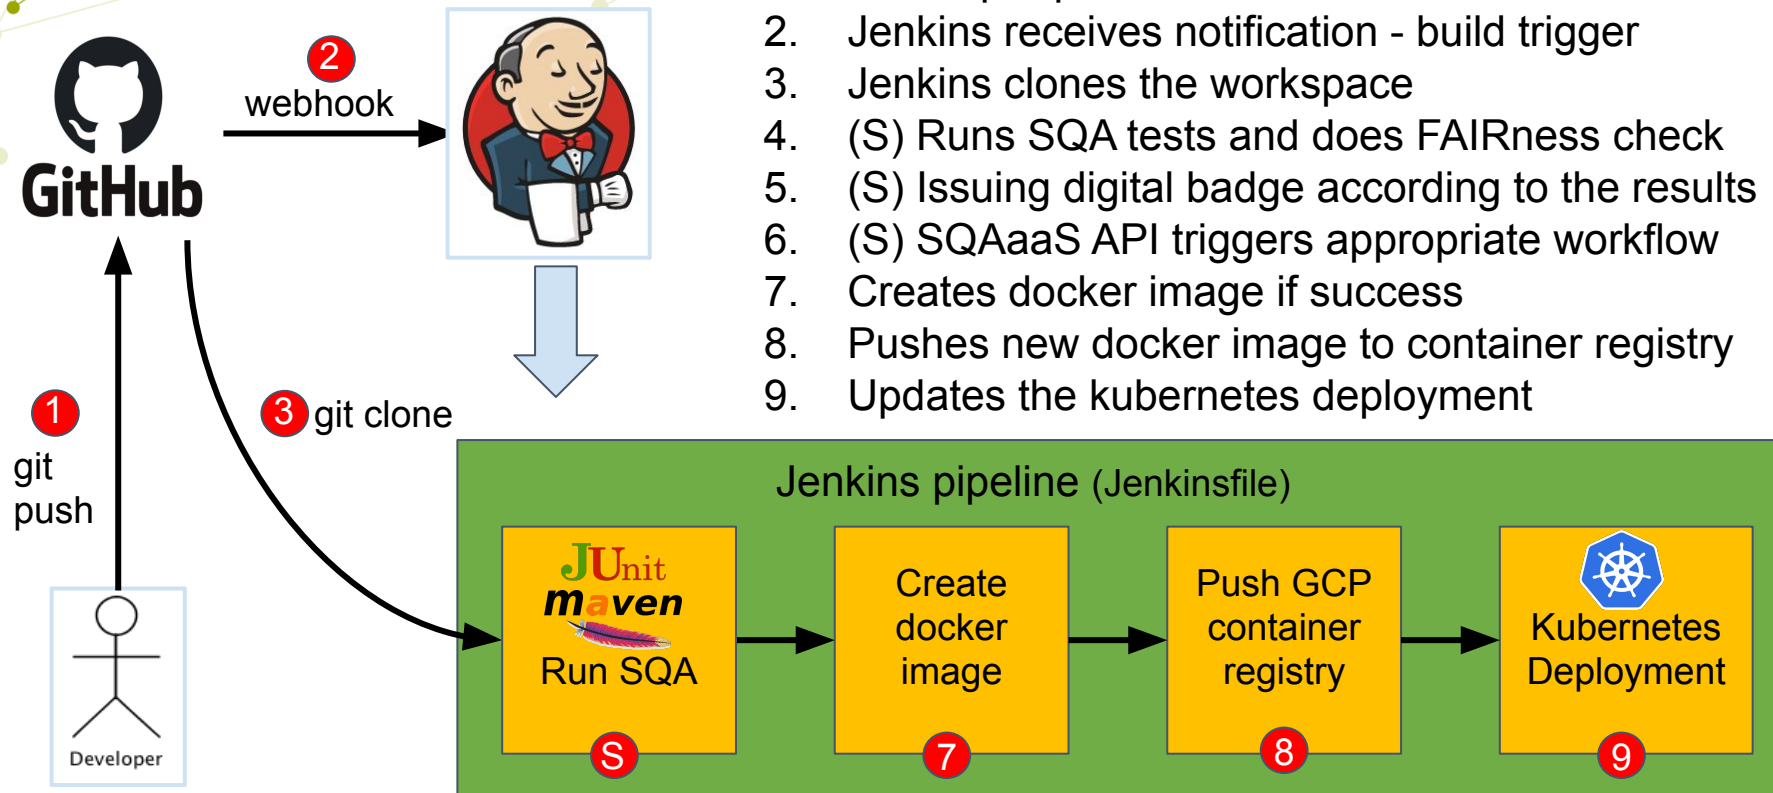 2. Jenkins receives notification - build trigger
3. Jenkins clones the workspace
4. (S) Runs SQA tests and does FAIRness check
5. (S) Issuing digital badge according to the results
6. (S) SQAaaS API triggers appropriate workflow
7. Creates docker image if success
8. Pushes new docker image to container registry
9. Updates the kubernetes deployment
GitHub
2
webhook
1
git
push
3 git clone
Developer
Jenkins pipeline (Jenkinsfile)
JUnit
maven
Run SQA
S
Create
docker
image
7
Push GCP
container
registry
8
Kubernetes
Deployment
9